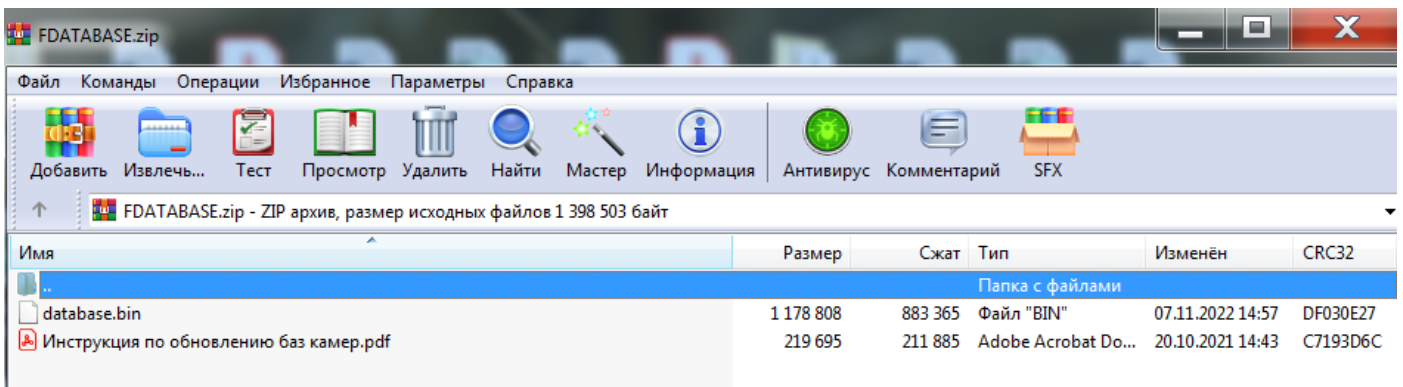 FDATABASE.zip
Файл Команды Операции Избранное Параметры Справка
Добавить Извлечь... Тест Просмотр Удалить Найти Мастер Информация Антивирус Комментарий SFX
FDATABASE.zip - ZIP архив, размер исходных файлов 1 398 503 байт
Имя Размер Сжат Тип Изменён CRC32
.. Папка с файлами
database.bin 1 178 808 883 365 Файл "BIN" 07.11.2022 14:57 DF030E27
Инструкция по обновлению баз камер.pdf 219 695 211 885 Adobe Acrobat Do... 20.10.2021 14:43 C7193D6C